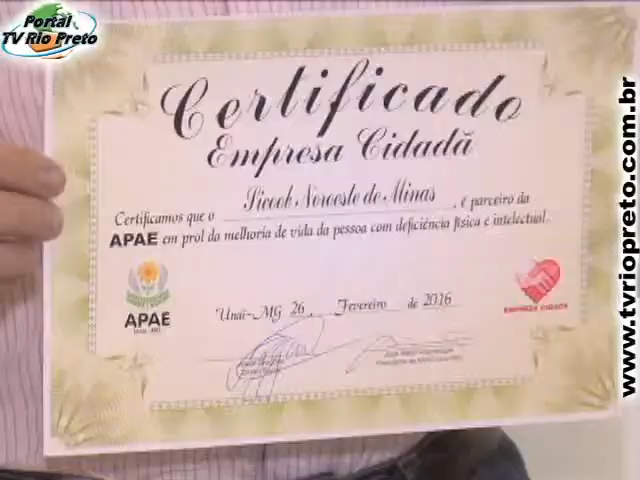 Portal
TV Rio Preto
www.tvriopreto.com.br
Certificado
Empresa Cidadã
Certificamos que o Sicoob Noroeste de Minas, é parceiro da
APAE em prol da melhoria de vida da pessoa com deficiência física e intelectual.
APAE
Unaí-MG 26, Fevereiro de 2016
EMPRESA CIDADÃ